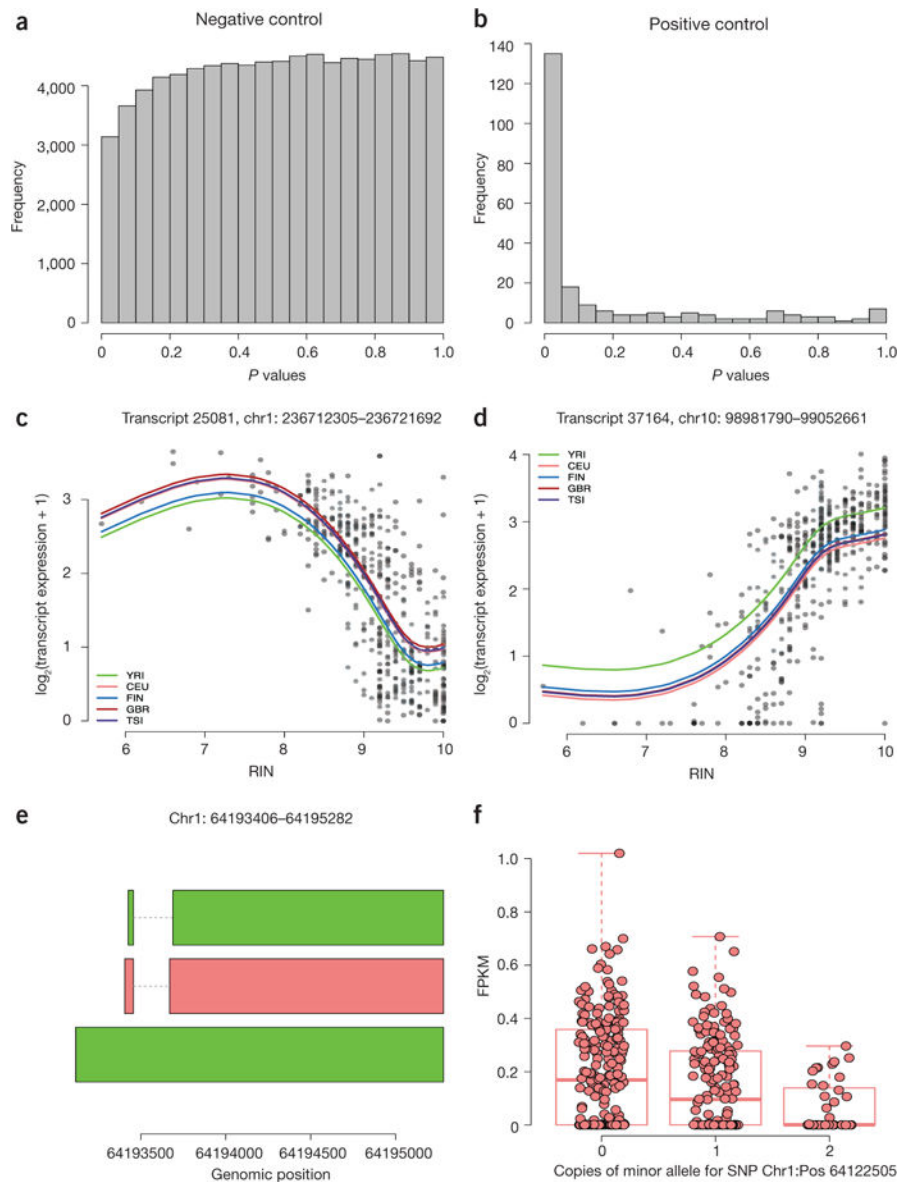 a
Negative control
4,000
3,000
2,000
1,000
0
Frequency
0 0.2 0.4 0.6 0.8 1.0
P values
b
Positive control
140
120
100
80
60
40
20
0
Frequency
0 0.2 0.4 0.6 0.8 1.0
P values
c
Transcript 25081, chr1: 236712305–236721692
3
2
1
0
log2(transcript expression + 1)
YRI
CEU
FIN
GBR
TSI
6 7 8 9 10
RIN
d
Transcript 37164, chr10: 98981790–99052661
4
3
2
1
0
log2(transcript expression + 1)
YRI
CEU
FIN
GBR
TSI
6 7 8 9 10
RIN
e
Chr1: 64193406–64195282
64193500 64194000 64194500 64195000
Genomic position
f
1.0
0.8
0.6
0.4
0.2
0
FPKM
0 1 2
Copies of minor allele for SNP Chr1:Pos 64122505